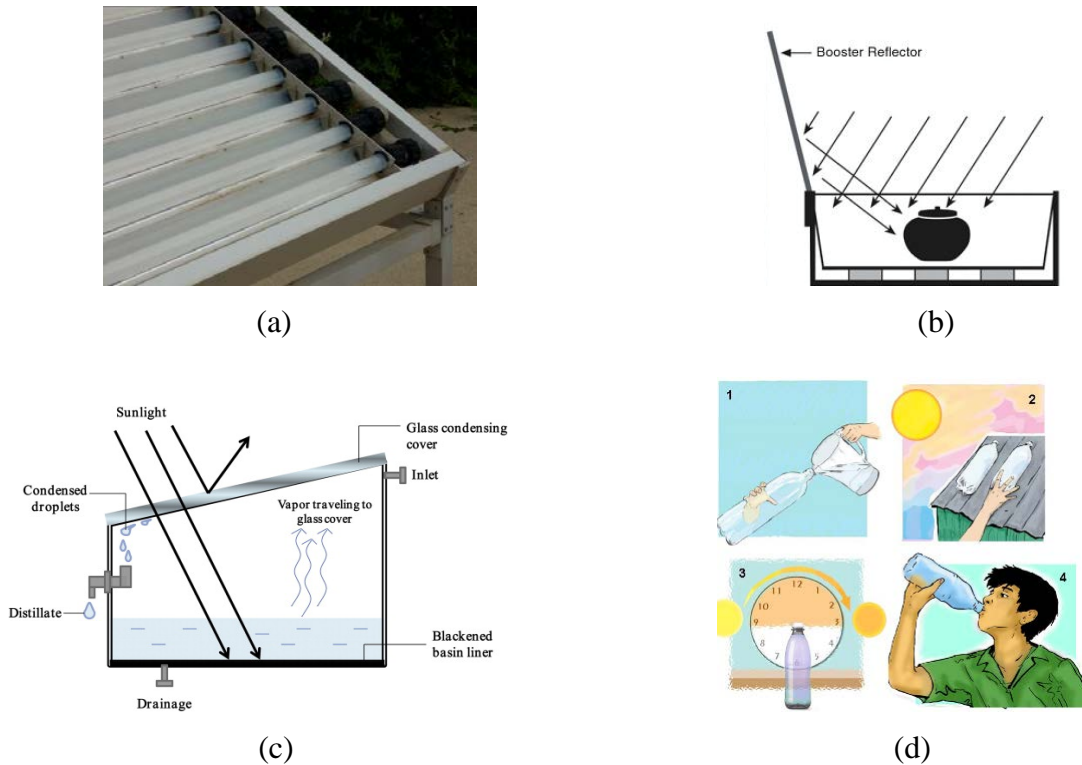 Booster Reflector
(a)
(b)
Sunlight
Glass condensing
cover
Inlet
Condensed
droplets
Vapor traveling to
glass cover
Distillate
Blackened
basin liner
Drainage
(c)
1
2
3
12
11
1
10
2
9
3
8
4
7
5
4
(d)